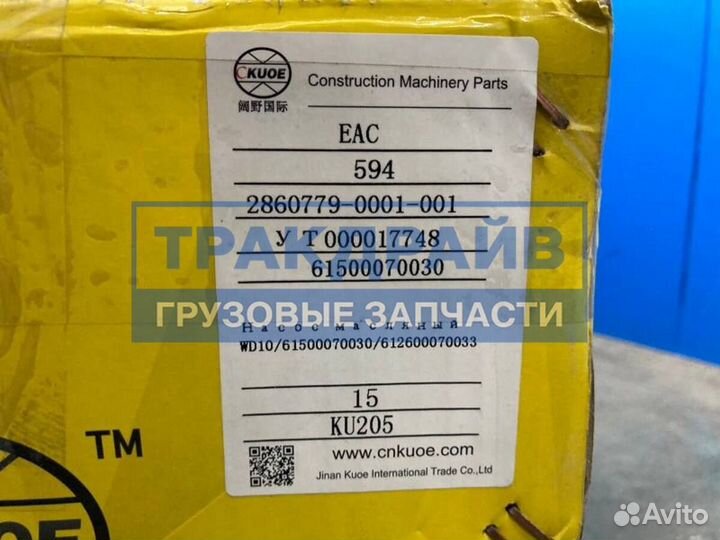 CKUOE
阔野国际
Construction Machinery Parts
EAC
594
2860779-0001-001
УТ000017748
ТРАКДРАЙВ
61500070030
ГРУЗОВЫЕ ЗАПЧАСТИ
Насос масляный
WD10/61500070030/612600070033
15
KU205
www.cnkuoe.com
Jinan Kuoe International Trade Co.,Ltd
TM
KUOE
Avito